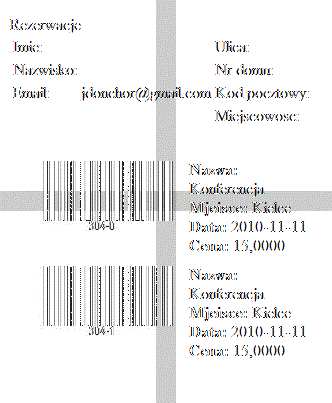 Rezerwacje
Imie: Ulica:
Nazwisko: Nr domu:
Email: jdonchor@gmail.com Kod pocztowy:
Miejscowosc:
Nazwa:
Konferencja
Miejsce: Kielce
Data: 2010-11-11
Cena: 15,0000
304-0
Nazwa:
Konferencja
Miejsce: Kielce
Data: 2010-11-11
Cena: 15,0000
304-1